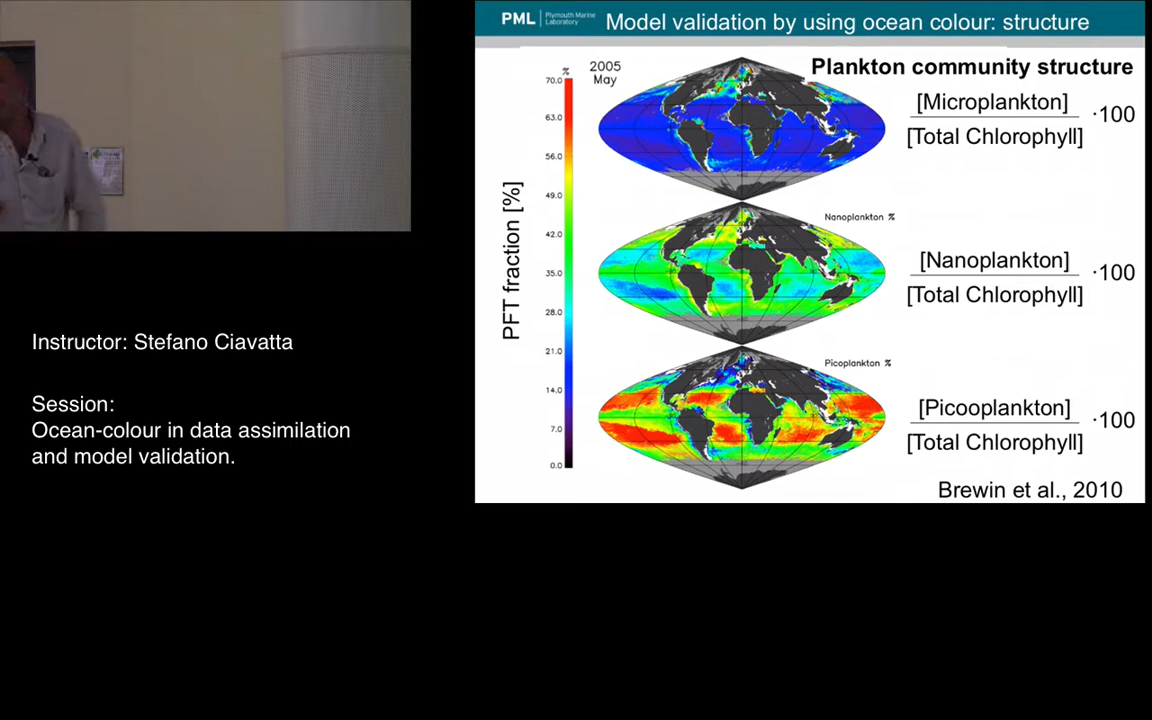 PML | Plymouth Marine Laboratory
Model validation by using ocean colour: structure
Plankton community structure
2005
May
%
70.0
63.0
56.0
49.0
42.0
35.0
28.0
21.0
14.0
7.0
0.0
PFT fraction [%]
[Microplankton]
[Total Chlorophyll]
·100
Nanoplankton %
[Nanoplankton]
[Total Chlorophyll]
·100
Picoplankton %
[Picooplankton]
[Total Chlorophyll]
·100
Brewin et al., 2010
Instructor: Stefano Ciavatta
Session:
Ocean-colour in data assimilation
and model validation.